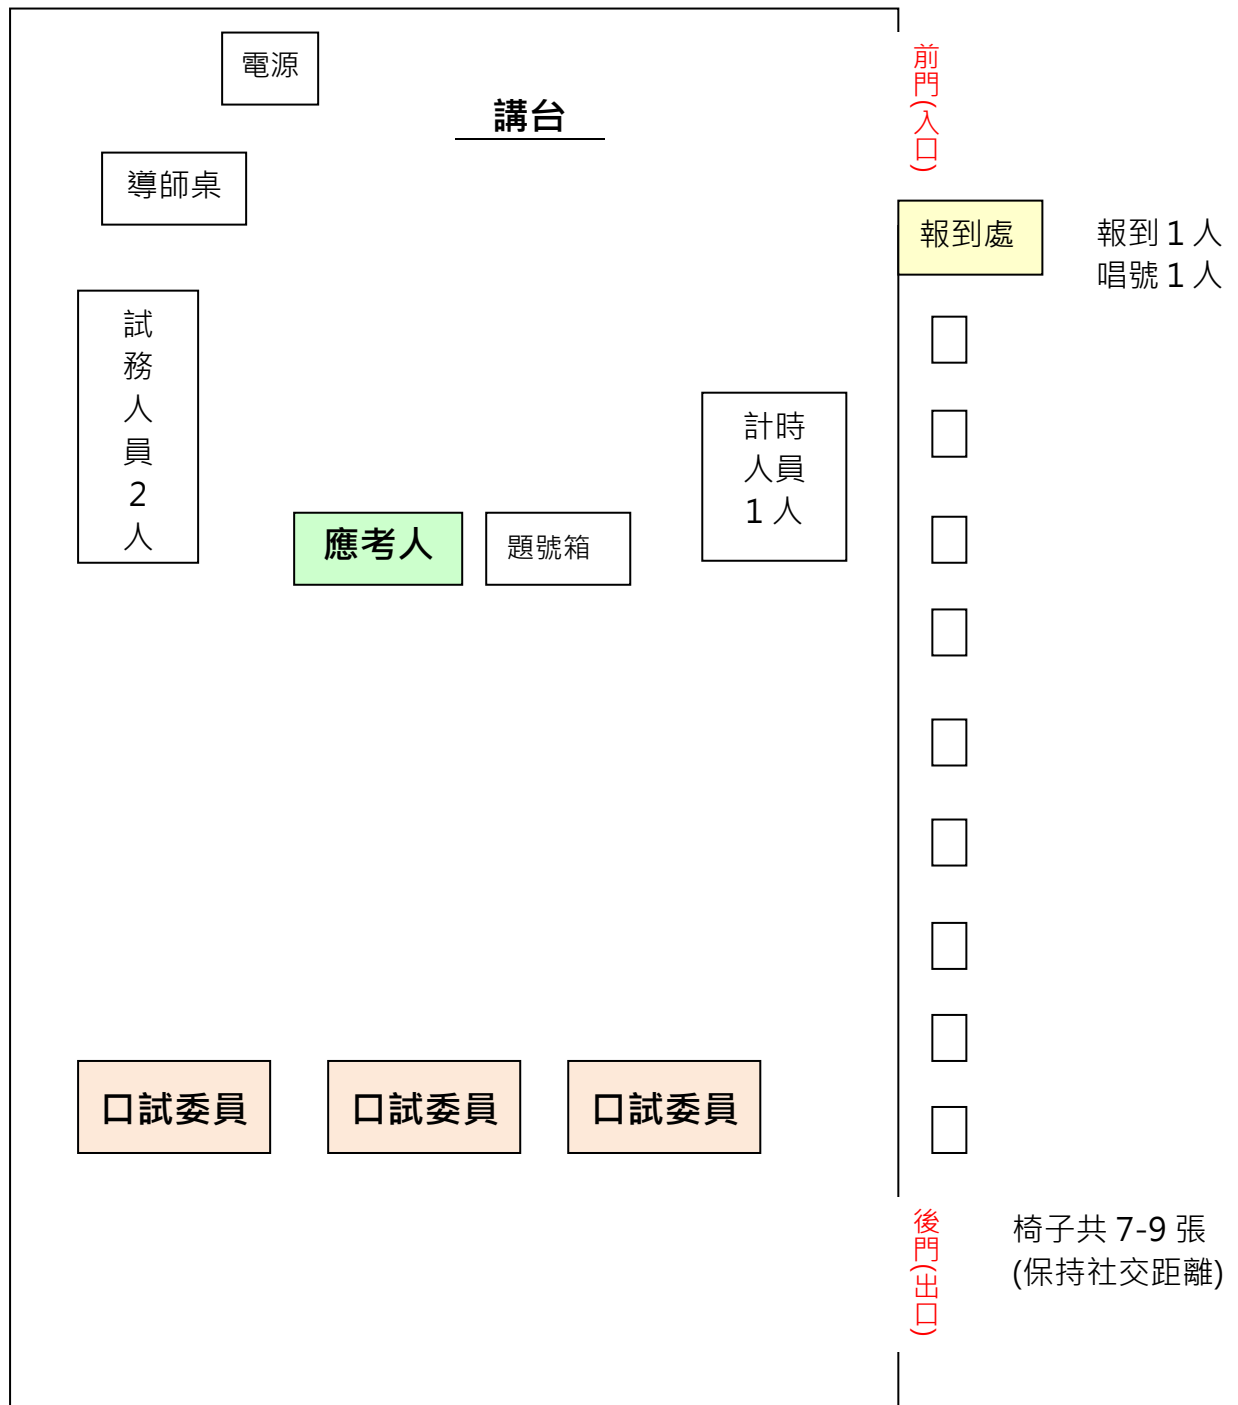 電源
前門(入口)
講台
導師桌
報到處
報到 1 人
唱號 1 人
試
務
人
員
2
人
計時
人員
1 人
應考人
題號箱
口試委員
口試委員
口試委員
後門(出口)
椅子共 7-9 張
(保持社交距離)